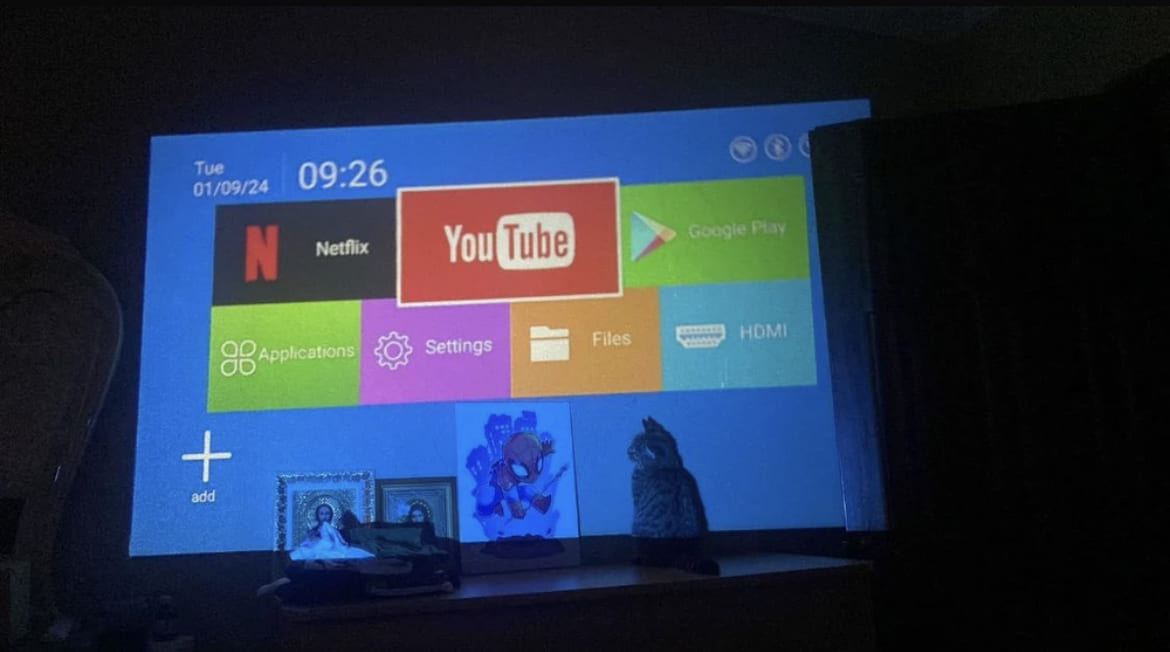 Tue
01/09/24
09:26
Netflix
YouTube
Google Play
Applications
Settings
Files
HDMI
add